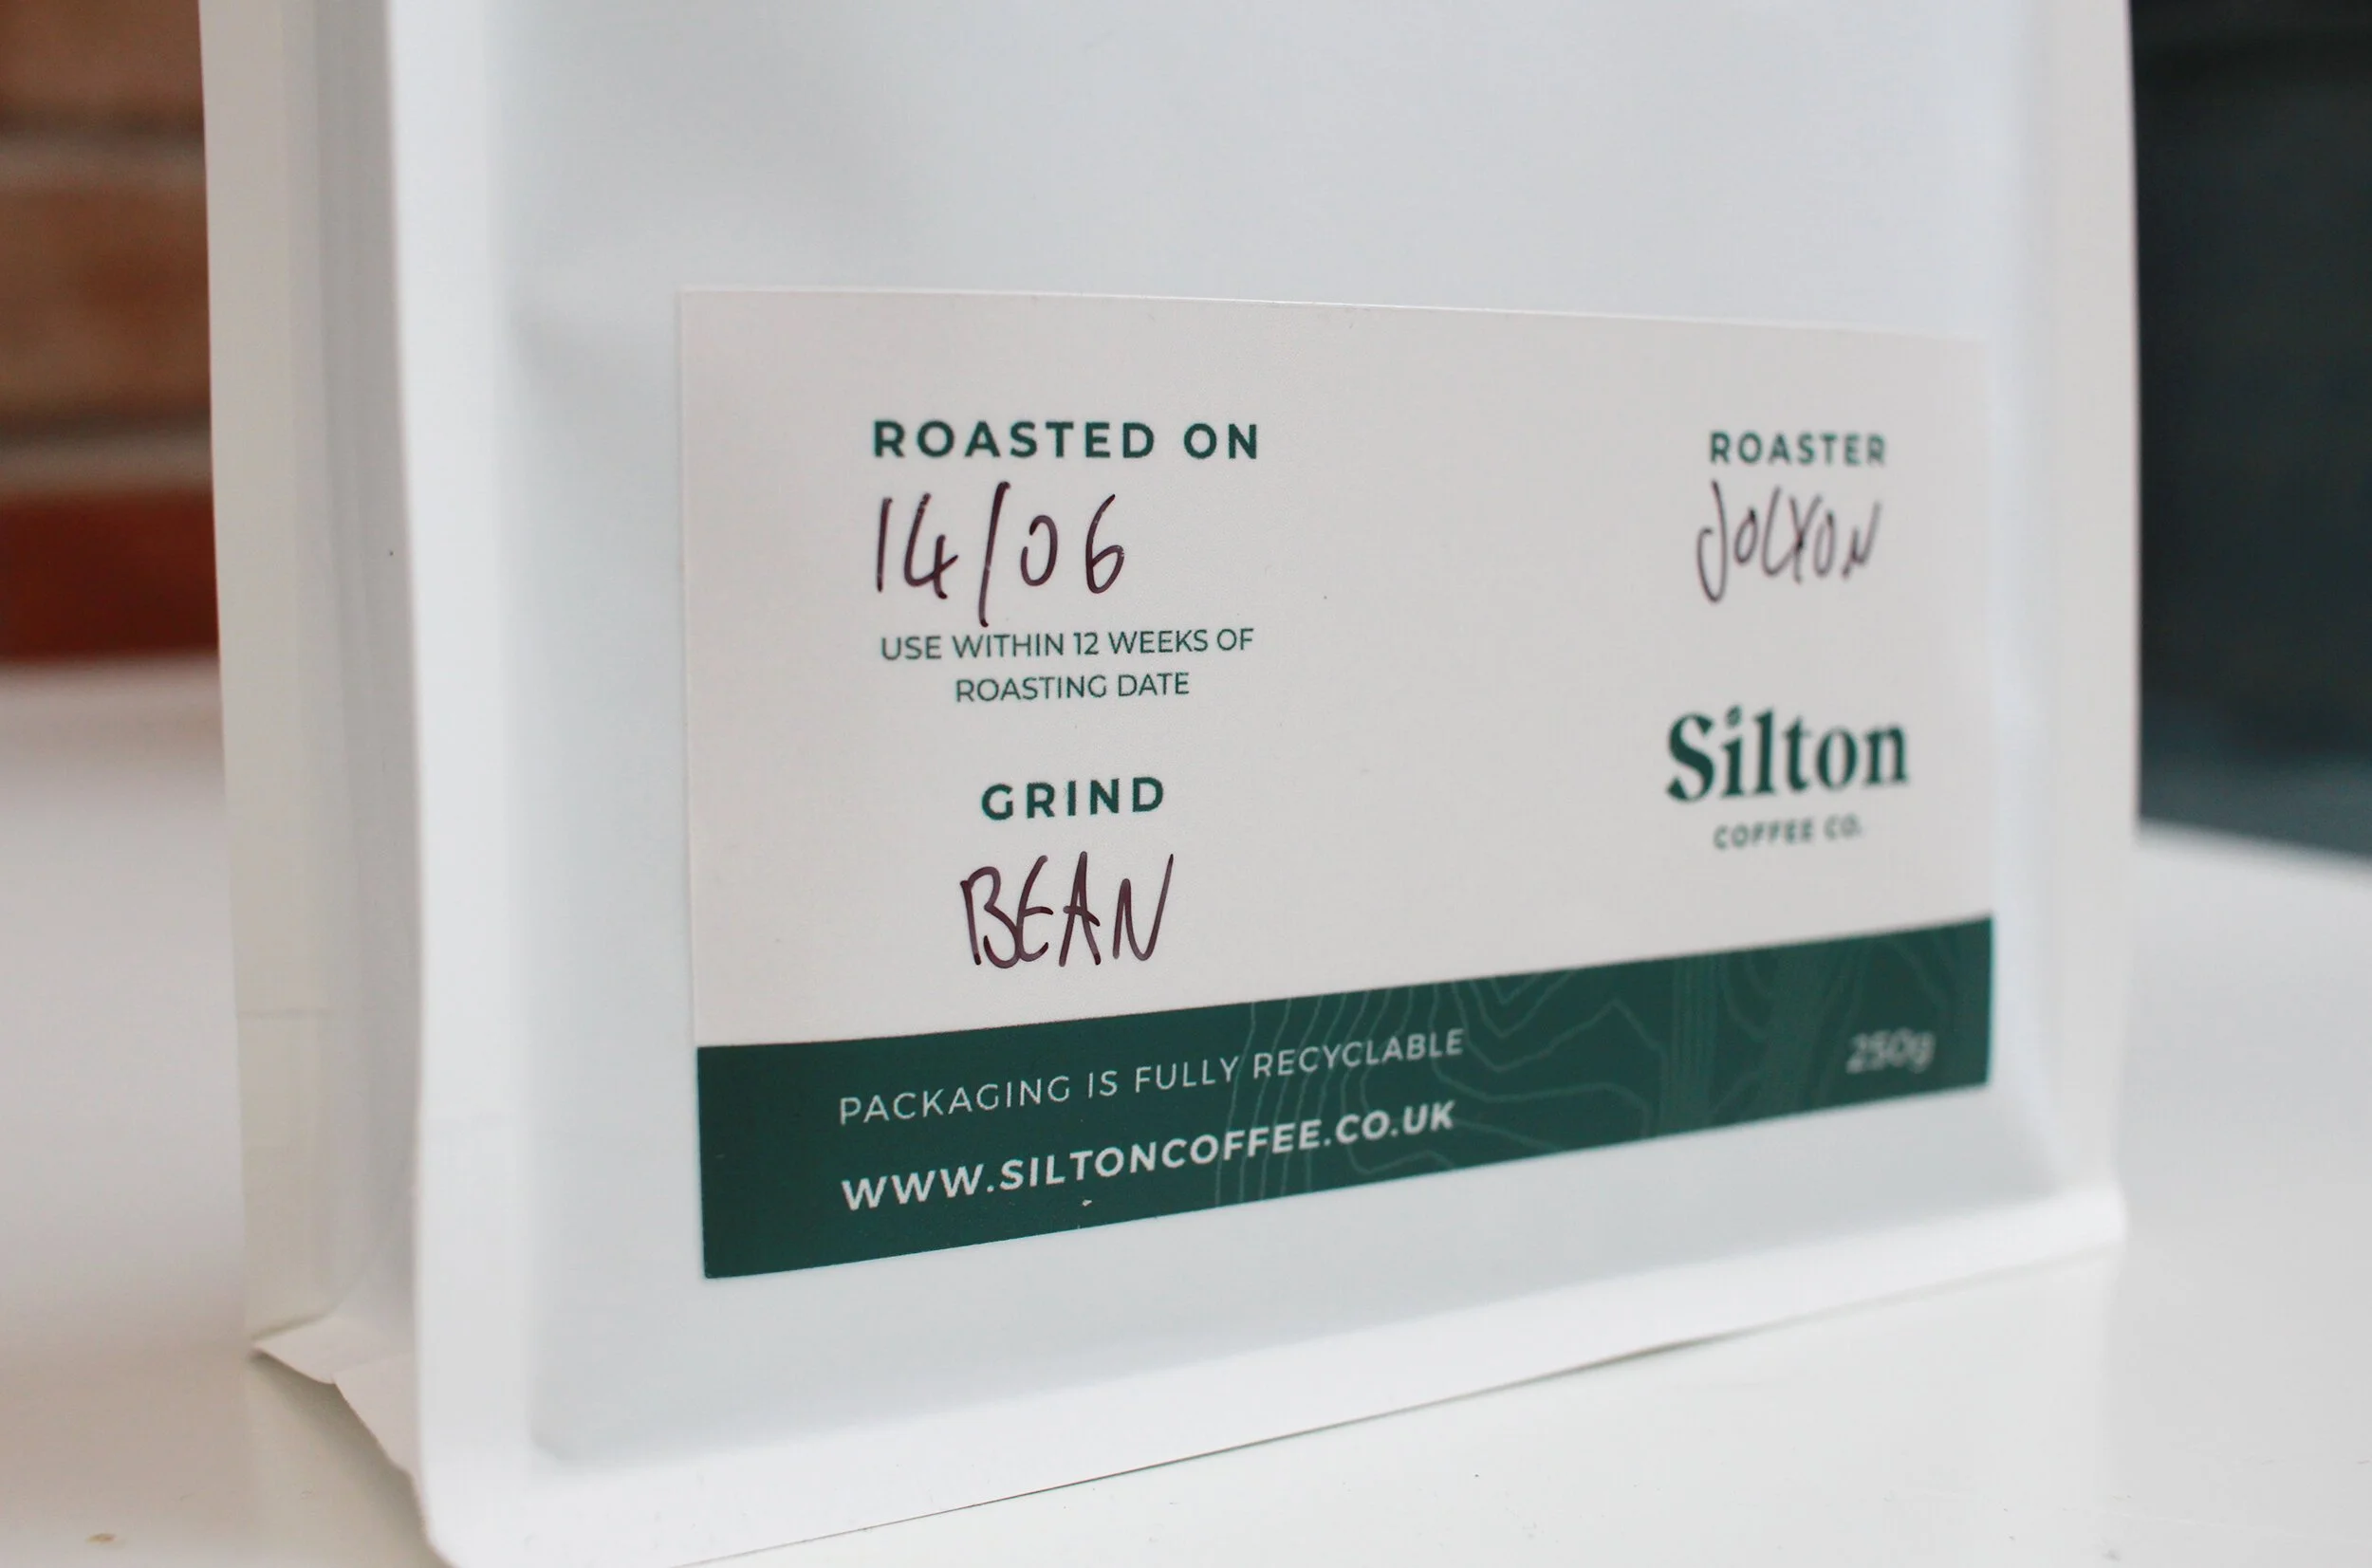 ROASTED ON
14/06
USE WITHIN 12 WEEKS OF
ROASTING DATE
GRIND
BEAN
ROASTER
JOLYON
Silton
COFFEE CO.
PACKAGING IS FULLY RECYCLABLE
WWW.SILTONCOFFEE.CO.UK
250g